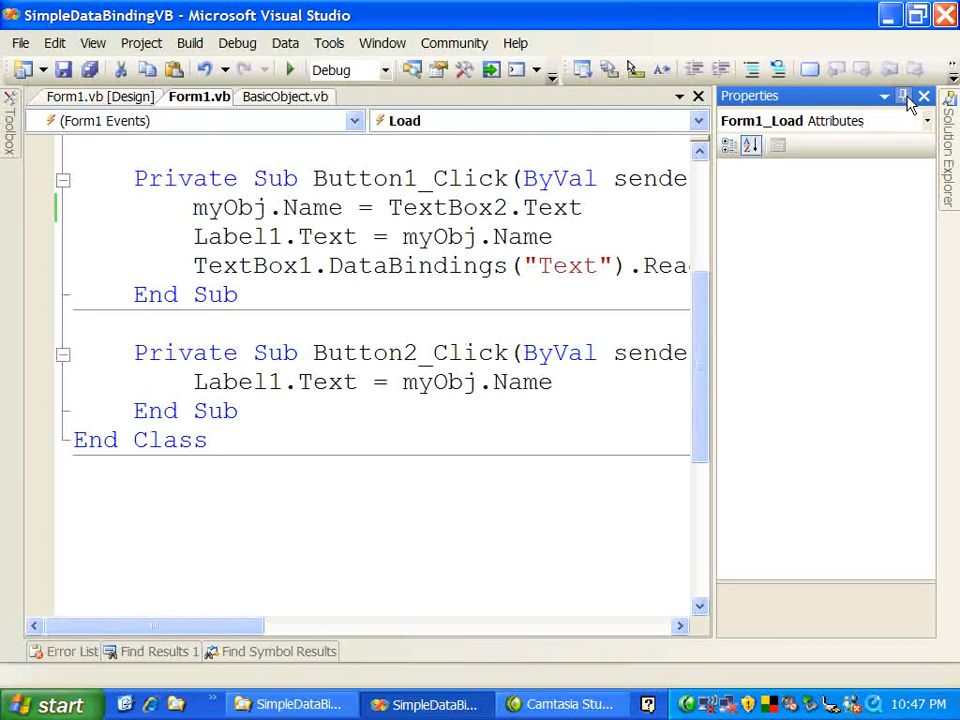 SimpleDataBindingVB - Microsoft Visual Studio
File Edit View Project Build Debug Data Tools Window Community Help
Debug
Form1.vb [Design] Form1.vb BasicObject.vb
Properties
(Form1 Events) Load
Form1_Load Attributes
Toolbox
Solution Explorer
Private Sub Button1_Click(ByVal sende
myObj.Name = TextBox2.Text
Label1.Text = myObj.Name
TextBox1.DataBindings("Text").Rea
End Sub
Private Sub Button2_Click(ByVal sende
Label1.Text = myObj.Name
End Sub
End Class
Error List Find Results 1 Find Symbol Results
start SimpleDataBi... SimpleDataBi... Camtasia Stu... 10:47 PM